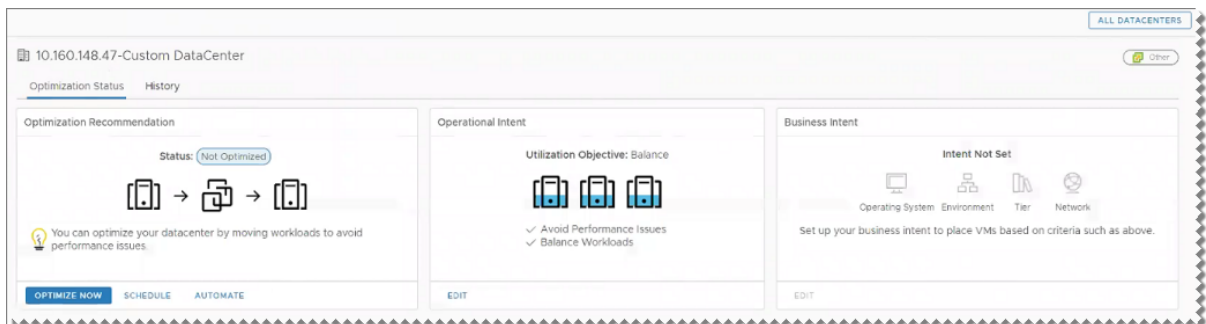 ALL DATACENTERS
10.160.148.47-Custom DataCenter
Other
Optimization Status History
Optimization Recommendation
Status: Not Optimized
You can optimize your datacenter by moving workloads to avoid
performance issues.
OPTIMIZE NOW SCHEDULE AUTOMATE
Operational Intent
Utilization Objective: Balance
Avoid Performance Issues
Balance Workloads
EDIT
Business Intent
Intent Not Set
Operating System Environment Tier Network
Set up your business intent to place VMs based on criteria such as above.
EDIT